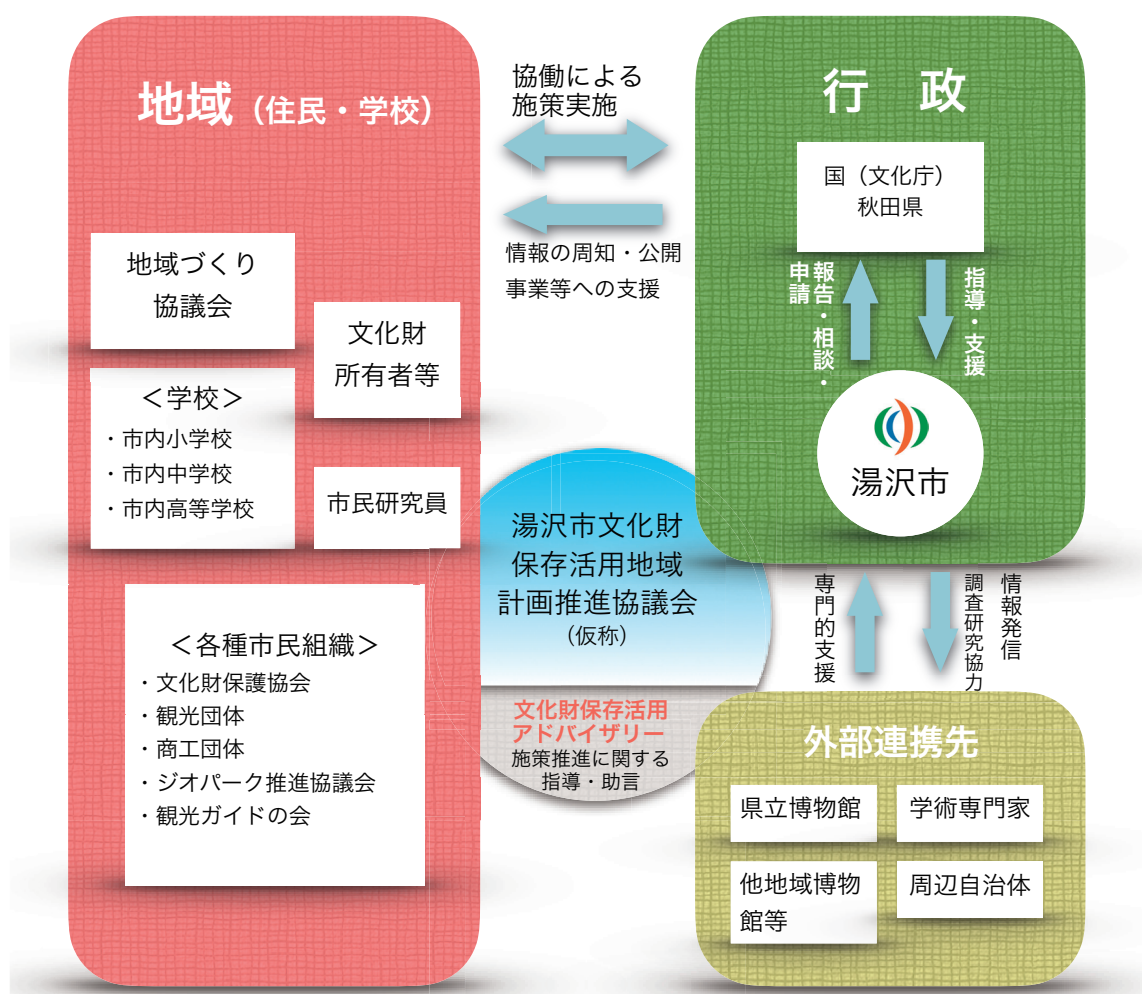 地域（住民・学校）
地域づくり
協議会
文化財
所有者等
＜学校＞
・市内小学校
・市内中学校
・市内高等学校
市民研究員
＜各種市民組織＞
・文化財保護協会
・観光団体
・商工団体
・ジオパーク推進協議会
・観光ガイドの会
協働による
施策実施
情報の周知・公開
事業等への支援
湯沢市文化財
保存活用地域
計画推進協議会
（仮称）
文化財保存活用
アドバイザリー
施策推進に関する
指導・助言
行　政
国（文化庁）
秋田県
報告・相談・
申請
指導・支援
湯沢市
専門的支援
情報発信
調査研究協力
外部連携先
県立博物館
学術専門家
他地域博物
館等
周辺自治体